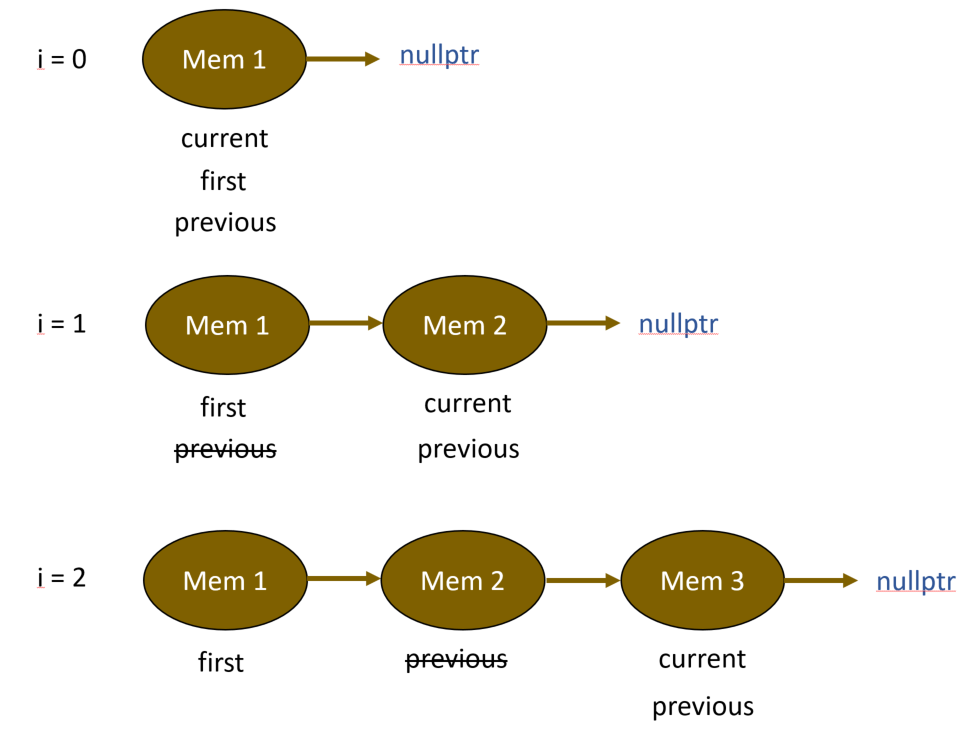 i = 0 Mem 1 nullptr
current
first
previous
i = 1 Mem 1 Mem 2 nullptr
first current
previous previous
i = 2 Mem 1 Mem 2 Mem 3 nullptr
first previous current
previous